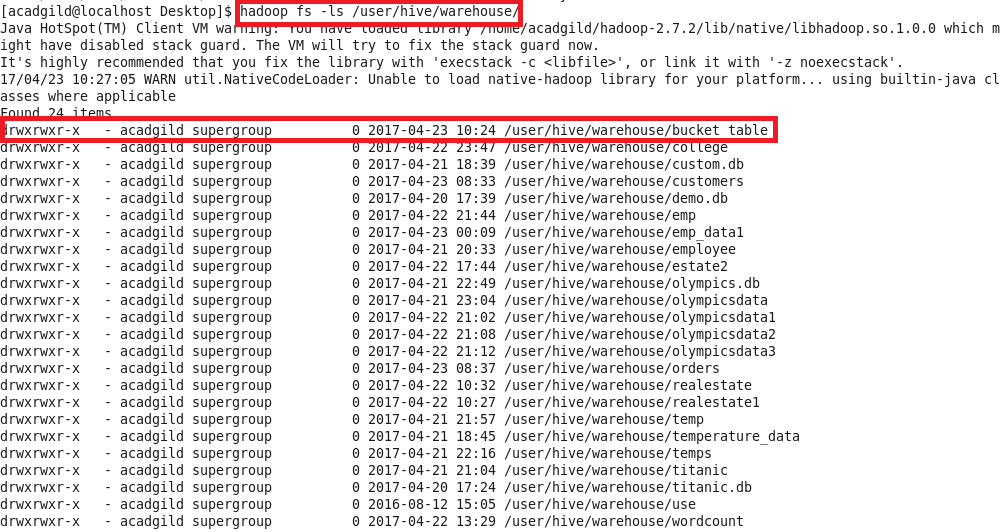 [acadgild@localhost Desktop]$ hadoop fs -ls /user/hive/warehouse/
Java HotSpot(TM) Client VM warning: You have loaded library /home/acadgild/hadoop-2.7.2/lib/native/libhadoop.so.1.0.0 which m
ight have disabled stack guard. The VM will try to fix the stack guard now.
It's highly recommended that you fix the library with 'execstack -c <libfile>', or link it with '-z noexecstack'.
17/04/23 10:27:05 WARN util.NativeCodeLoader: Unable to load native-hadoop library for your platform... using builtin-java cl
asses where applicable
Found 24 items
drwxrwxr-x   - acadgild supergroup          0 2017-04-23 10:24 /user/hive/warehouse/bucket_table
drwxrwxr-x   - acadgild supergroup          0 2017-04-22 23:47 /user/hive/warehouse/college
drwxrwxr-x   - acadgild supergroup          0 2017-04-21 18:39 /user/hive/warehouse/custom.db
drwxrwxr-x   - acadgild supergroup          0 2017-04-23 08:33 /user/hive/warehouse/customers
drwxrwxr-x   - acadgild supergroup          0 2017-04-20 17:39 /user/hive/warehouse/demo.db
drwxrwxr-x   - acadgild supergroup          0 2017-04-22 21:44 /user/hive/warehouse/emp
drwxrwxr-x   - acadgild supergroup          0 2017-04-23 00:09 /user/hive/warehouse/emp_data1
drwxrwxr-x   - acadgild supergroup          0 2017-04-21 20:33 /user/hive/warehouse/employee
drwxrwxr-x   - acadgild supergroup          0 2017-04-22 17:44 /user/hive/warehouse/estate2
drwxrwxr-x   - acadgild supergroup          0 2017-04-21 22:49 /user/hive/warehouse/olympics.db
drwxrwxr-x   - acadgild supergroup          0 2017-04-21 23:04 /user/hive/warehouse/olympicsdata
drwxrwxr-x   - acadgild supergroup          0 2017-04-22 21:02 /user/hive/warehouse/olympicsdata1
drwxrwxr-x   - acadgild supergroup          0 2017-04-22 21:08 /user/hive/warehouse/olympicsdata2
drwxrwxr-x   - acadgild supergroup          0 2017-04-22 21:12 /user/hive/warehouse/olympicsdata3
drwxrwxr-x   - acadgild supergroup          0 2017-04-23 08:37 /user/hive/warehouse/orders
drwxrwxr-x   - acadgild supergroup          0 2017-04-22 10:32 /user/hive/warehouse/realestate
drwxrwxr-x   - acadgild supergroup          0 2017-04-22 10:27 /user/hive/warehouse/realestate1
drwxrwxr-x   - acadgild supergroup          0 2017-04-21 21:57 /user/hive/warehouse/temp
drwxrwxr-x   - acadgild supergroup          0 2017-04-21 18:45 /user/hive/warehouse/temperature_data
drwxrwxr-x   - acadgild supergroup          0 2017-04-21 22:16 /user/hive/warehouse/temps
drwxrwxr-x   - acadgild supergroup          0 2017-04-21 21:04 /user/hive/warehouse/titanic
drwxrwxr-x   - acadgild supergroup          0 2017-04-20 17:24 /user/hive/warehouse/titanic.db
drwxrwxr-x   - acadgild supergroup          0 2016-08-12 15:05 /user/hive/warehouse/use
drwxrwxr-x   - acadgild supergroup          0 2017-04-22 13:29 /user/hive/warehouse/wordcount